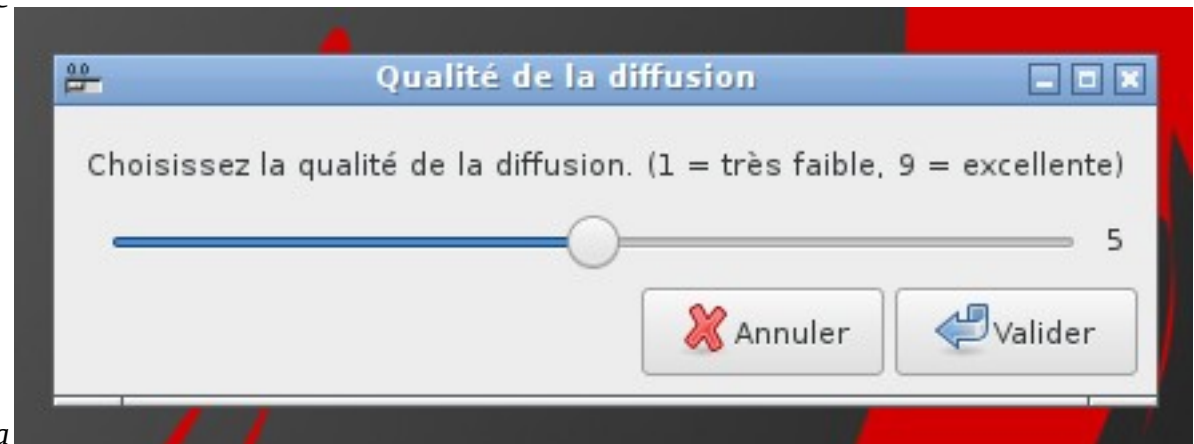 Qualité de la diffusion
Choisissez la qualité de la diffusion. (1 = très faible, 9 = excellente)
5
Annuler
Valider
a